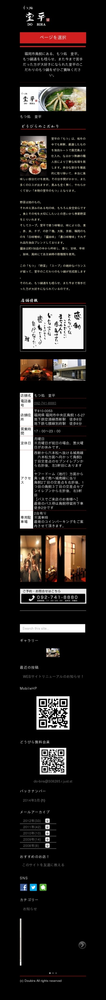 もつ処
堂平
DO BIRA
ページを選択
福岡市鳥飼にある、もつ処　堂平。
もつ鍋通をも唸らせ、また今まで苦手
だった方が大好きになられた堂平のこ
だわりのもつ鍋をぜひご賞味くださ
い。
もつ処
堂平
DO BIRA
もつ処　堂平
どうびらのこだわり
堂平の「もつ」は、和牛の
中でも新鮮、厳選したもの
を独自ルートで鹿児島より
仕入れ、なおかつ熟練の職
人技により丁寧な処理を致
します。余分な部分を徹底
的に取り除いて、本当に美
味しい部分だけを使用。その分手間がかかり、また
多くのロスが出ますが、臭みも全く無く、やわらか
くて甘い「本物の堂平のもつ」となります。
野菜は地のもの。
それゆえ深みのある旬の味、もちろん安全安心です
。食とその旬を大切にしたいとの思いから季節野菜
をとりいれます。
そしてスープ。堂平で使う味噌は、味により白、麦
、赤、米、チゲ、の計７種。大阪、京都、福岡のも
のを「白味噌味」「醤油味」「濃口味噌味」それぞ
れ店内独自ブレンドしております。
醤油は約150品の中から吟味し、香り、甘味、辛味
、旨味、風味にて店主納得の数種類を使用。
この「もつ」「野菜」「スープ」の絶妙なバランス
が揃って、堂平のこだわりのもつ鍋が完成致します
。
そのため、もつ鍋通をも唸らせ、また今まで苦手だ
った方が大好きになられているのです。
店舗情報
感動
どんないろな
まわりの人を
感動させたい
どんな小さな
ことにでも
感動できる
自分でありたい
店舗名 もつ処　堂平
電話番号 092-741-8880
店舗住所 〒810-0053
福岡県 福岡市中央区鳥飼 1-5-27
地下鉄空港線西新駅　徒歩8分
地下鉄七隈線別府駅　徒歩8分
営業時間 17：00～23：00
定休日 月曜日
※月曜日が祝日の場合、翌火曜
日がお休みです。
アクセス 西新から六本松へ抜ける城南線
　六本松方面へ向かって鳥飼3
丁目交差点のセブンイレブンか
ら右折後、左3軒目にあります
。
ヤフードーム（地行）方面から
真っ直ぐ南へ城南線に当り
鳥飼2丁目の交差点を右折後、1
つ目の鳥飼３丁目の交差点セブ
ンイレブンから左折後、左3軒
目
【バスでご来店のお客様へ】
最寄のバス停は鳥飼停留所下車
徒歩2分です
専用駐車場 2台有り
※満車時
最寄のコインパーキングをご案
内させて頂きます。
ご予約・お問合せはこちら
092-741-8880
営業時間：17：00～23：00　店休日：月曜日
Search this site...
ギャラリー
最近の投稿
WEBサイトリニューアルのお知らせ！
MobileHP
どうびら無料会員
do-bira@308285.r.just.st
バックナンバー
2014年3月 (1)
メールアーカイブ
2012年(33)
2011年(42)
2010年(10)
2009年(14)
2008年(8)
おすすめのお店！
このサイトを友達に教える
SNS
カテゴリー
お知らせ
(c) Doubira All rights reserved